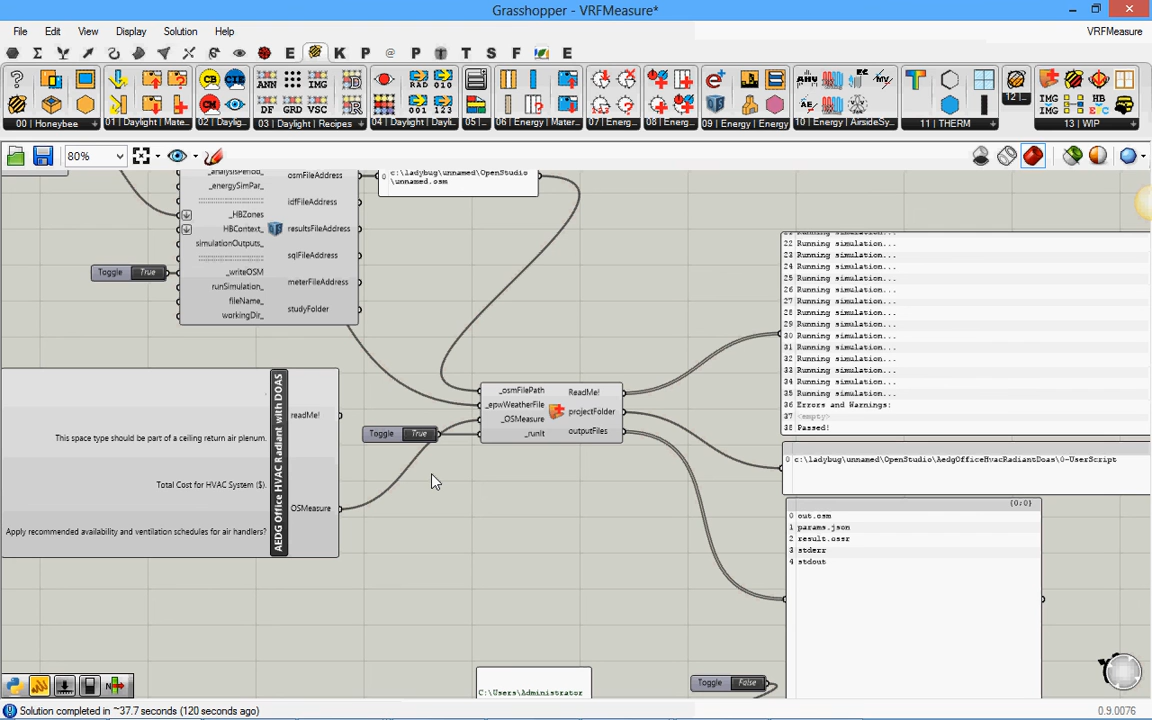 Grasshopper - VRFMeasure*
File Edit View Display Solution Help
VRFMeasure
E K P @ P T S F E
00 | Honeybee
01 | Daylight | Mate...
02 | Daylig...
03 | Daylight | Recipes
04 | Daylight | Dayl...
05 |...
06 | Energy | Mater...
07 | Energ...
08 | Energ...
09 | Energy | Energy
10 | Energy | AirsideSy...
11 | THERM
12 |...
13 | WIP
80%
_analysisPeriod_
_energySimPar_
_HBZones
HBContext_
simulationOutputs_
_writeOSM
runSimulation_
fileName_
workingDir_
osmFileAddress
idfFileAddress
resultsFileAddress
sqlFileAddress
meterFileAddress
studyFolder
0 c:\ladybug\unnamed\OpenStudio
\unnamed.osm
Toggle True
This space type should be part of a ceiling return air plenum.
Total Cost for HVAC System ($).
Apply recommended availability and ventilation schedules for air handlers?
AEDG Office HVAC Radiant with DOAS
readMe!
OSMeasure
Toggle True
_osmFilePath
_epwWeatherFile
_OSMeasure
_runIt
ReadMe!
projectFolder
outputFiles
21 Running simulation...
22 Running simulation...
23 Running simulation...
24 Running simulation...
25 Running simulation...
26 Running simulation...
27 Running simulation...
28 Running simulation...
29 Running simulation...
30 Running simulation...
31 Running simulation...
32 Running simulation...
33 Running simulation...
34 Running simulation...
35 Running simulation...
36 Errors and Warnings:
37 <empty>
38 Passed!
0 c:\ladybug\unnamed\OpenStudio\AedgOfficeHvacRadiantDoas\0-UserScript
{0;0}
0 out.osm
1 params.json
2 result.ossr
3 stderr
4 stdout
C:\Users\Administrator
Toggle False
Solution completed in ~37.7 seconds (120 seconds ago)
0.9.0076